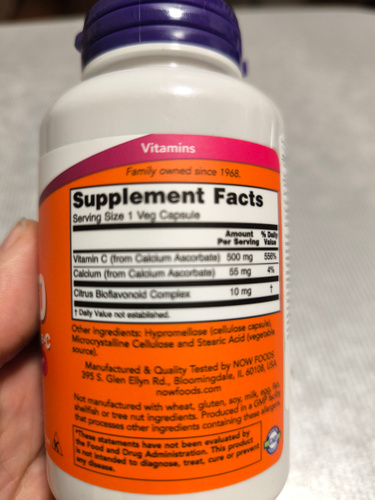 Vitamins
Family owned since 1968.
Supplement Facts
Serving Size 1 Veg Capsule
Amount Per Serving % Daily Value
Vitamin C (from Calcium Ascorbate) 500 mg 556%
Calcium (from Calcium Ascorbate) 55 mg 4%
Citrus Bioflavonoid Complex 10 mg †
† Daily Value not established.
Other ingredients: Hypromellose (cellulose capsule),
Microcrystalline Cellulose and Stearic Acid (vegetable
source).
Manufactured & Quality Tested by NOW FOODS
395 S. Glen Ellyn Rd., Bloomingdale, IL 60108, USA
nowfoods.com
Not manufactured with wheat, gluten, soy, milk, egg, fish,
shellfish or tree nut ingredients. Produced in a GMP facility
that processes other ingredients containing these allergens.
*These statements have not been evaluated by
the Food and Drug Administration. This product
is not intended to diagnose, treat, cure or prevent
any disease.